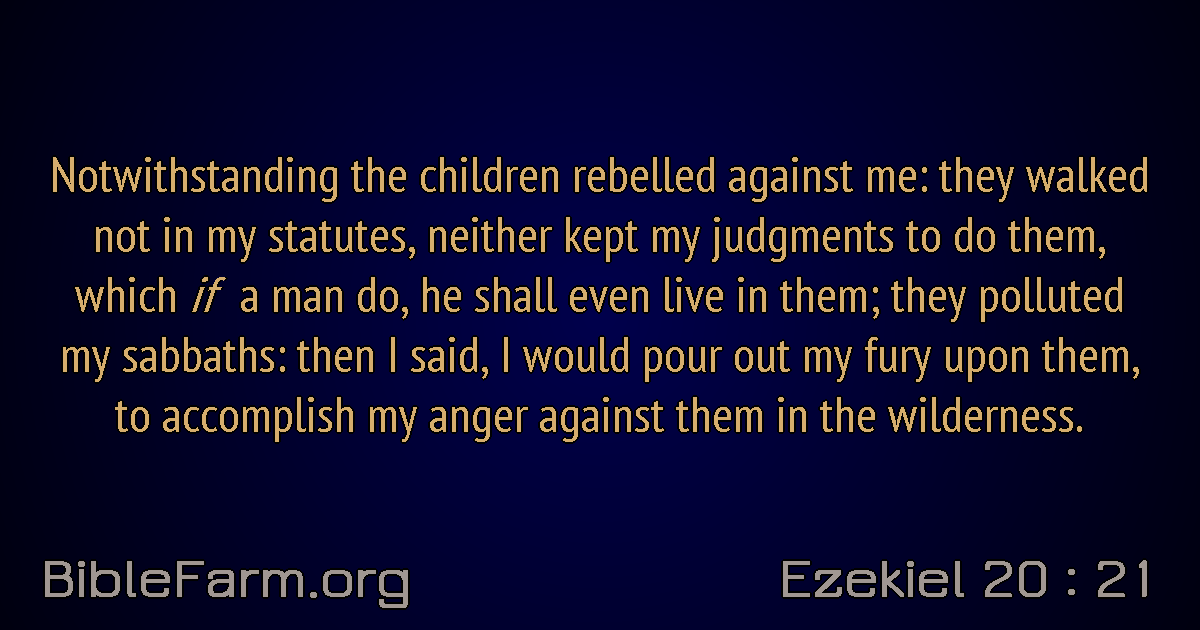 Notwithstanding the children rebelled against me: they walked
not in my statutes, neither kept my judgments to do them,
which if a man do, he shall even live in them; they polluted
my sabbaths: then I said, I would pour out my fury upon them,
to accomplish my anger against them in the wilderness.
BibleFarm.org
Ezekiel 20 : 21